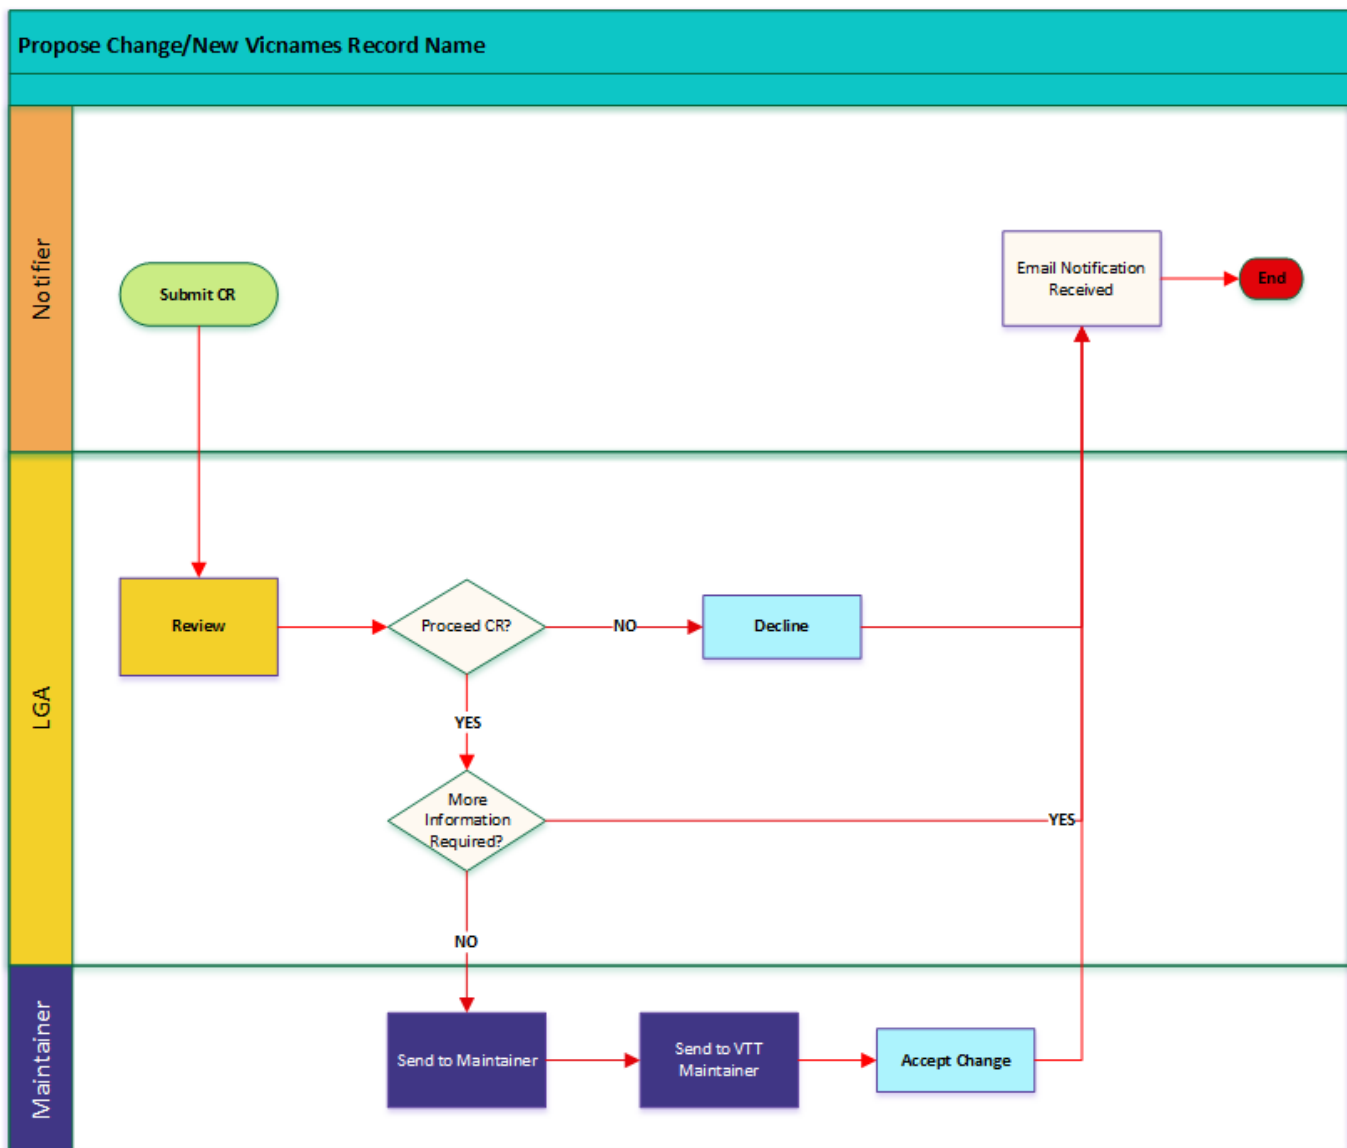 Propose Change/New Vicnames Record Name
Notifier
Submit CR
Email Notification
Received
End
LGA
Review
Proceed CR?
NO
Decline
YES
More
Information
Required?
YES
NO
Maintainer
Send to Maintainer
Send to VTT
Maintainer
Accept Change